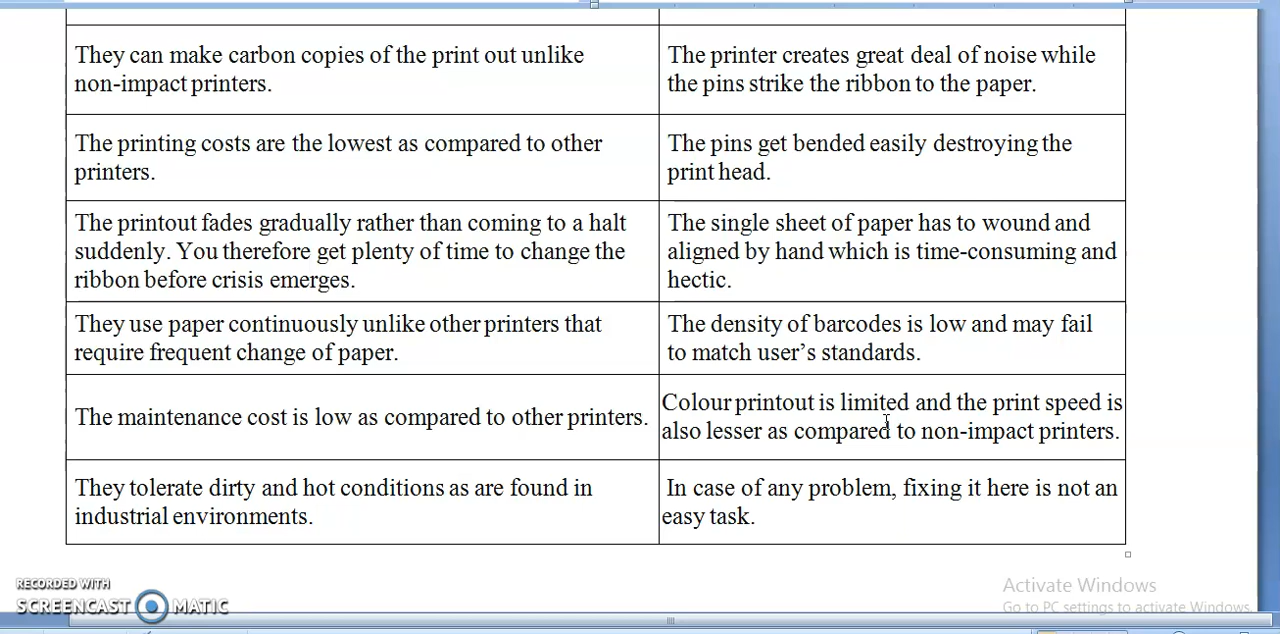 They can make carbon copies of the print out unlike
non-impact printers.
The printer creates great deal of noise while
the pins strike the ribbon to the paper.
The printing costs are the lowest as compared to other
printers.
The pins get bended easily destroying the
print head.
The printout fades gradually rather than coming to a halt
suddenly. You therefore get plenty of time to change the
ribbon before crisis emerges.
The single sheet of paper has to wound and
aligned by hand which is time-consuming and
hectic.
They use paper continuously unlike other printers that
require frequent change of paper.
The density of barcodes is low and may fail
to match user's standards.
The maintenance cost is low as compared to other printers.
Colour printout is limited and the print speed is
also lesser as compared to non-impact printers.
They tolerate dirty and hot conditions as are found in
industrial environments.
In case of any problem, fixing it here is not an
easy task.
RECORDED WITH
SCREENCAST MATIC
Activate Windows
Go to PC settings to activate Windows.